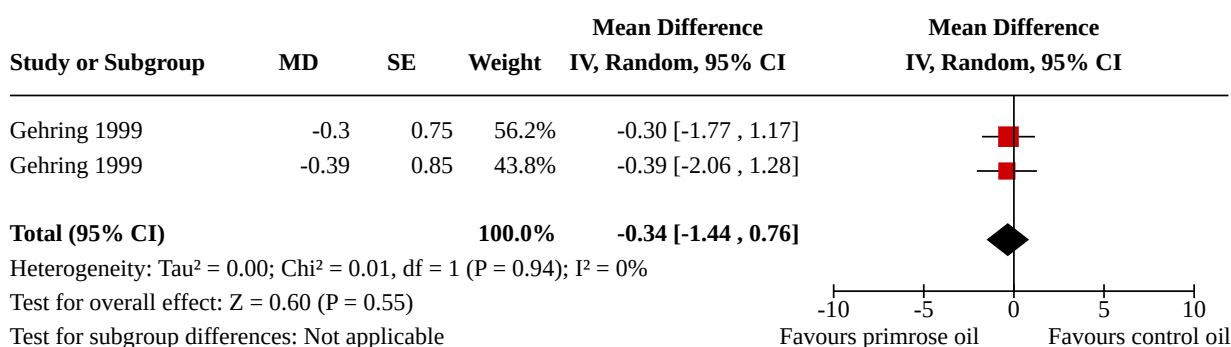 Mean Difference Mean Difference
Study or Subgroup MD SE Weight IV, Random, 95% CI IV, Random, 95% CI
Gehring 1999 -0.3 0.75 56.2% -0.30 [-1.77 , 1.17]
Gehring 1999 -0.39 0.85 43.8% -0.39 [-2.06 , 1.28]
Total (95% CI) 100.0% -0.34 [-1.44 , 0.76]
Heterogeneity: Tau² = 0.00; Chi² = 0.01, df = 1 (P = 0.94); I² = 0%
Test for overall effect: Z = 0.60 (P = 0.55) -10 -5 0 5 10
Test for subgroup differences: Not applicable Favours primrose oil Favours control oil